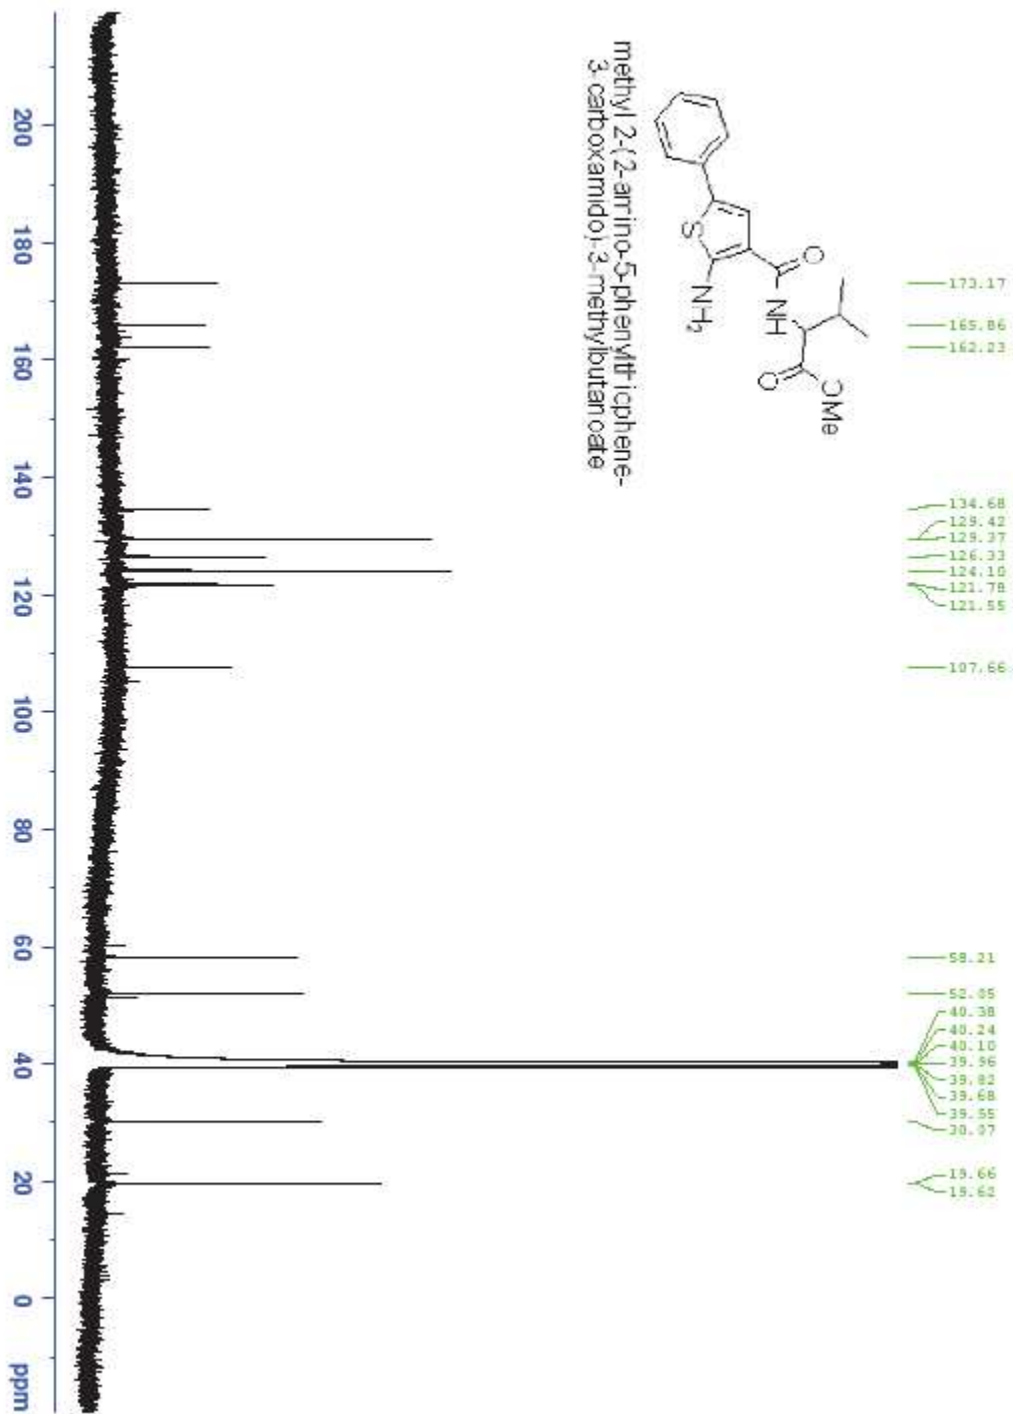 methyl 2-(2-amino-5-phenylthiophene-
3-carboxamido)-3-methylbutanoate
S
NH2
O
NH
O
OMe
173.17
165.86
162.23
134.68
129.42
129.37
126.33
124.10
121.78
121.55
107.66
58.21
52.05
40.38
40.24
40.10
39.96
39.82
39.68
39.55
30.07
19.66
19.62
200 180 160 140 120 100 80 60 40 20 0 ppm